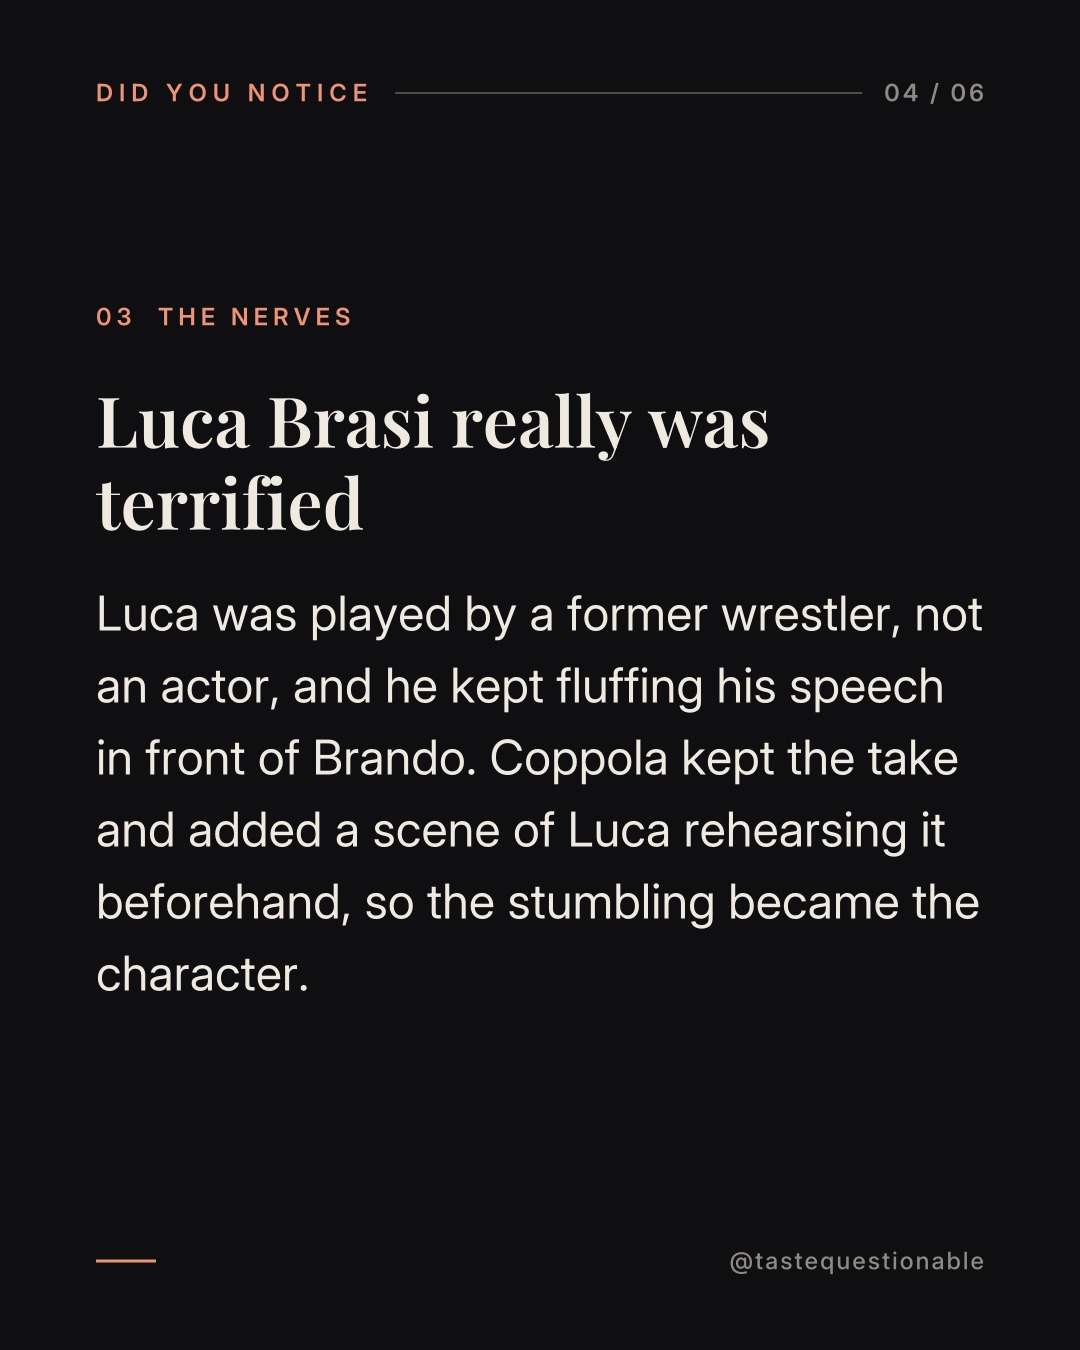 DID YOU NOTICE
04 / 06
03 THE NERVES
Luca Brasi really was
terrified
Luca was played by a former wrestler, not
an actor, and he kept fluffing his speech
in front of Brando. Coppola kept the take
and added a scene of Luca rehearsing it
beforehand, so the stumbling became the
character.
@tastequestionable